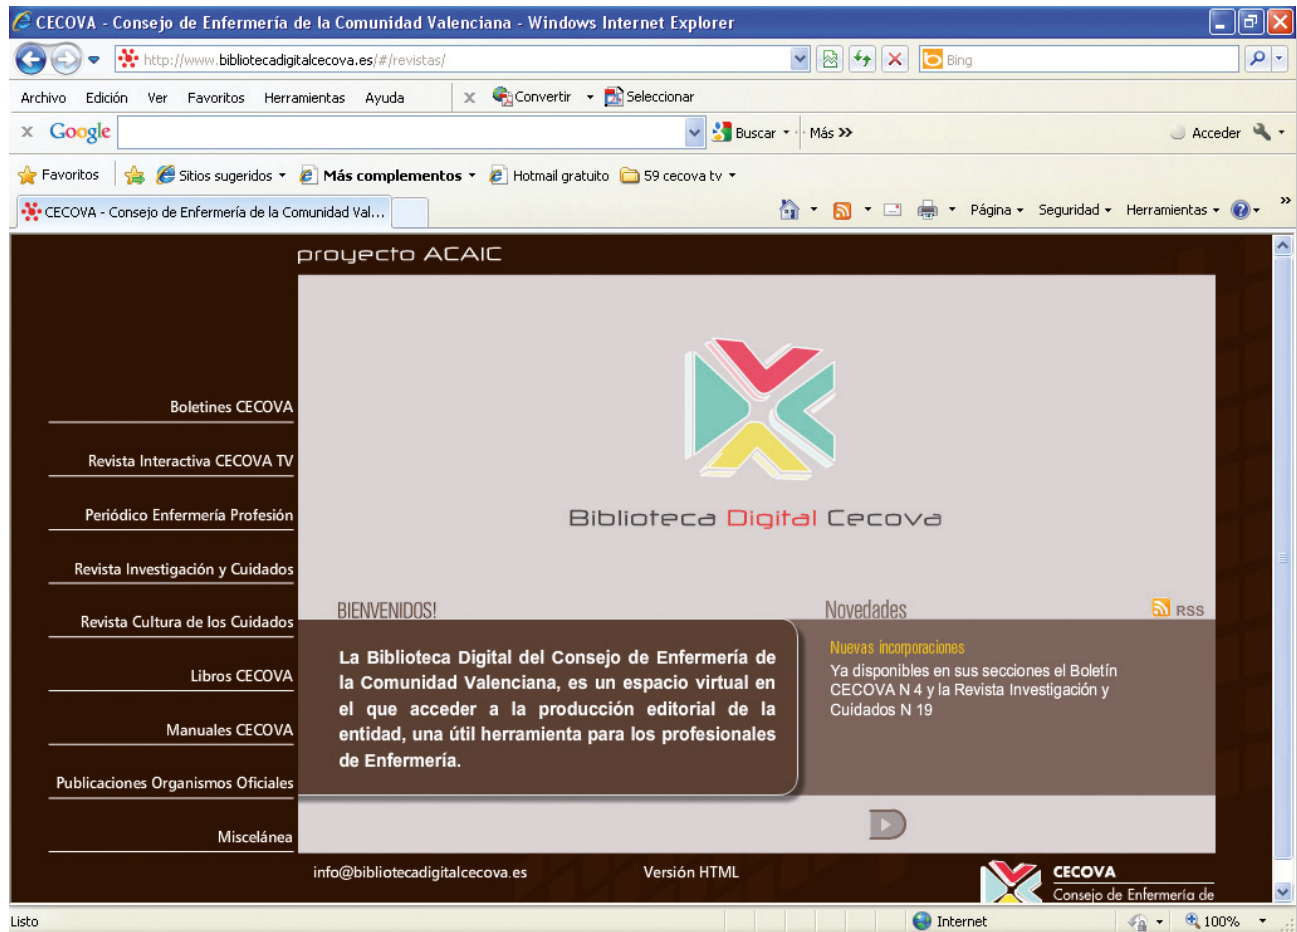 CECOVA - Consejo de Enfermería de la Comunidad Valenciana - Windows Internet Explorer
http://www.bibliotecadigitalcecova.es/#/revistas/
Bing
Archivo Edición Ver Favoritos Herramientas Ayuda x Convertir Seleccionar
x Google Buscar Más >> Acceder
Favoritos Sitios sugeridos Más complementos Hotmail gratuito 59 cecova tv
CECOVA - Consejo de Enfermería de la Comunidad Val... Página Seguridad Herramientas >>
proyecto ACAIC
Boletines CECOVA
Revista Interactiva CECOVA TV
Periódico Enfermería Profesión
Revista Investigación y Cuidados
Revista Cultura de los Cuidados
Libros CECOVA
Manuales CECOVA
Publicaciones Organismos Oficiales
Miscelánea
Biblioteca Digital Cecova
BIENVENIDOS!
La Biblioteca Digital del Consejo de Enfermería de
la Comunidad Valenciana, es un espacio virtual en
el que acceder a la producción editorial de la
entidad, una útil herramienta para los profesionales
de Enfermería.
Novedades
RSS
Nuevas incorporaciones
Ya disponibles en sus secciones el Boletín
CECOVA N 4 y la Revista Investigación y
Cuidados N 19
info@bibliotecadigitalcecova.es
Versión HTML
CECOVA
Consejo de Enfermería de
Listo
Internet
100%